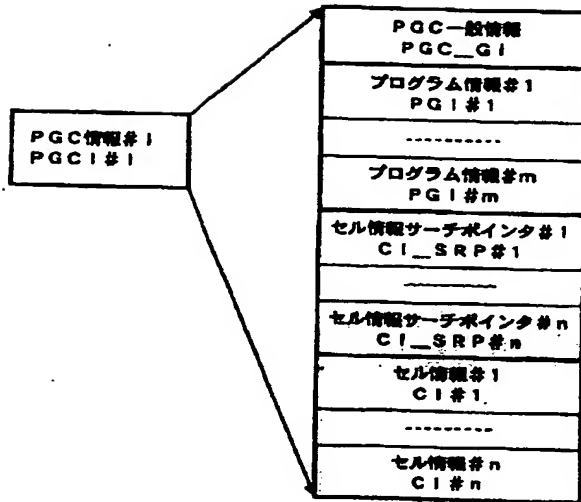 PGC情報#i
PGCI#i
PGC一般情報
PGC_GI
プログラム情報#1
PGI#1
プログラム情報#m
PGI#m
セル情報サーチポインタ#1
CI_SRP#1
セル情報サーチポインタ#n
CI_SRP#n
セル情報#1
CI#1
セル情報#n
CI#n